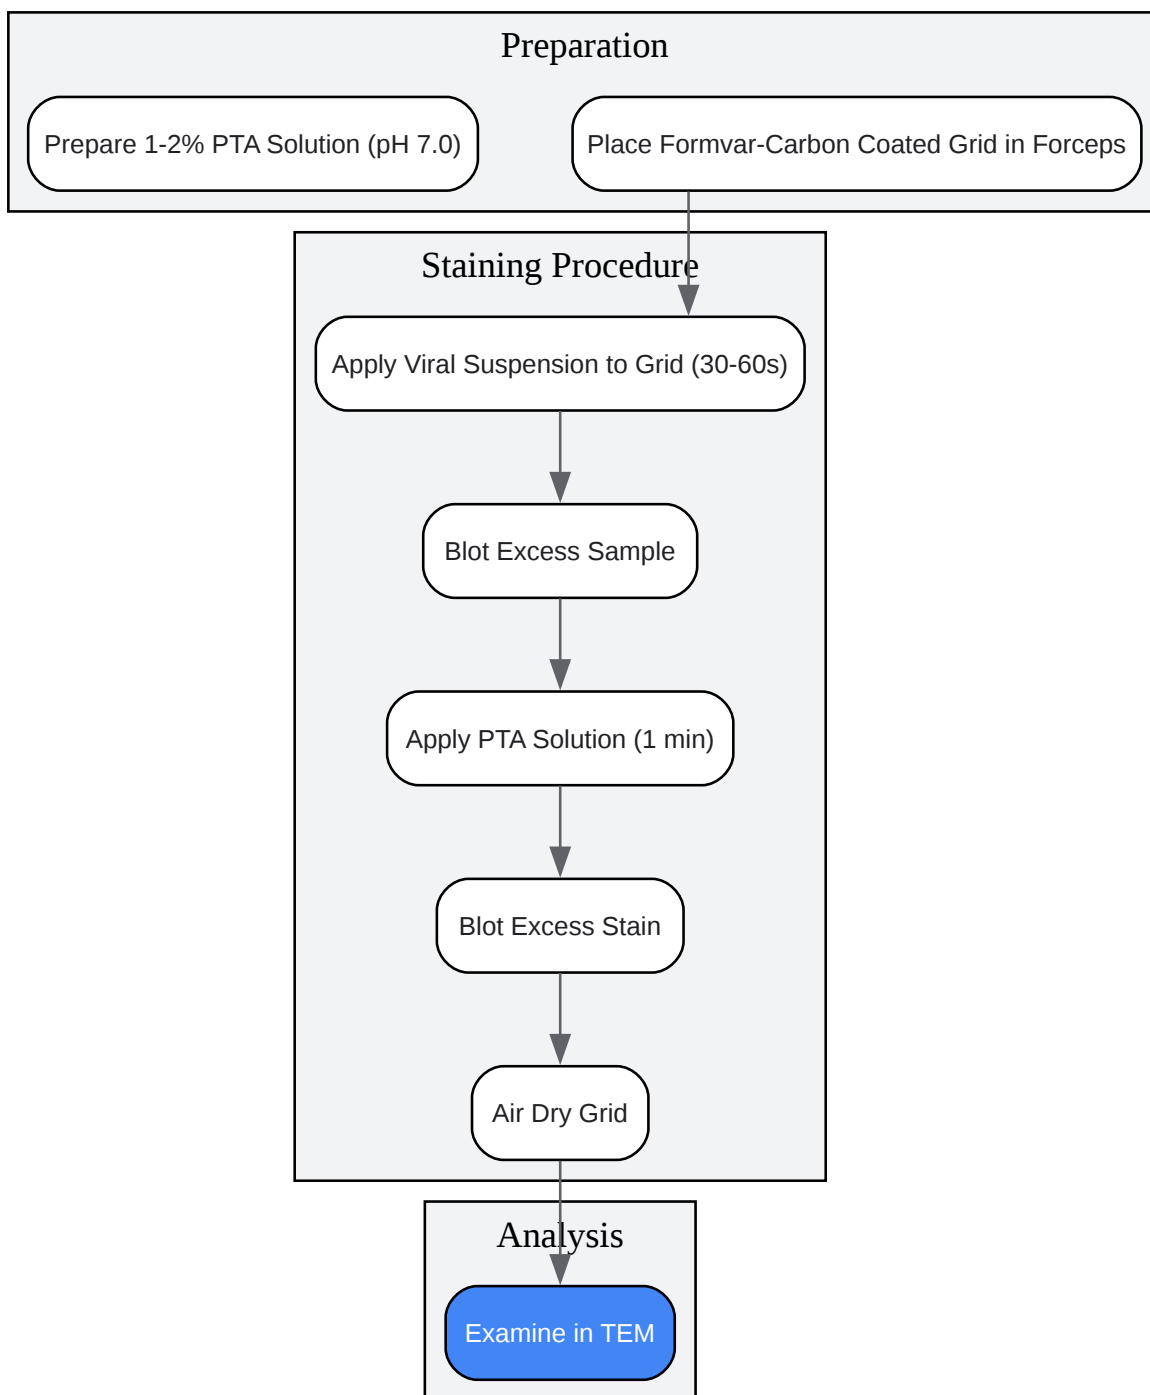 Preparation
Prepare 1-2% PTA Solution (pH 7.0)
Place Formvar-Carbon Coated Grid in Forceps
Staining Procedure
Apply Viral Suspension to Grid (30-60s)
Blot Excess Sample
Apply PTA Solution (1 min)
Blot Excess Stain
Air Dry Grid
Analysis
Examine in TEM